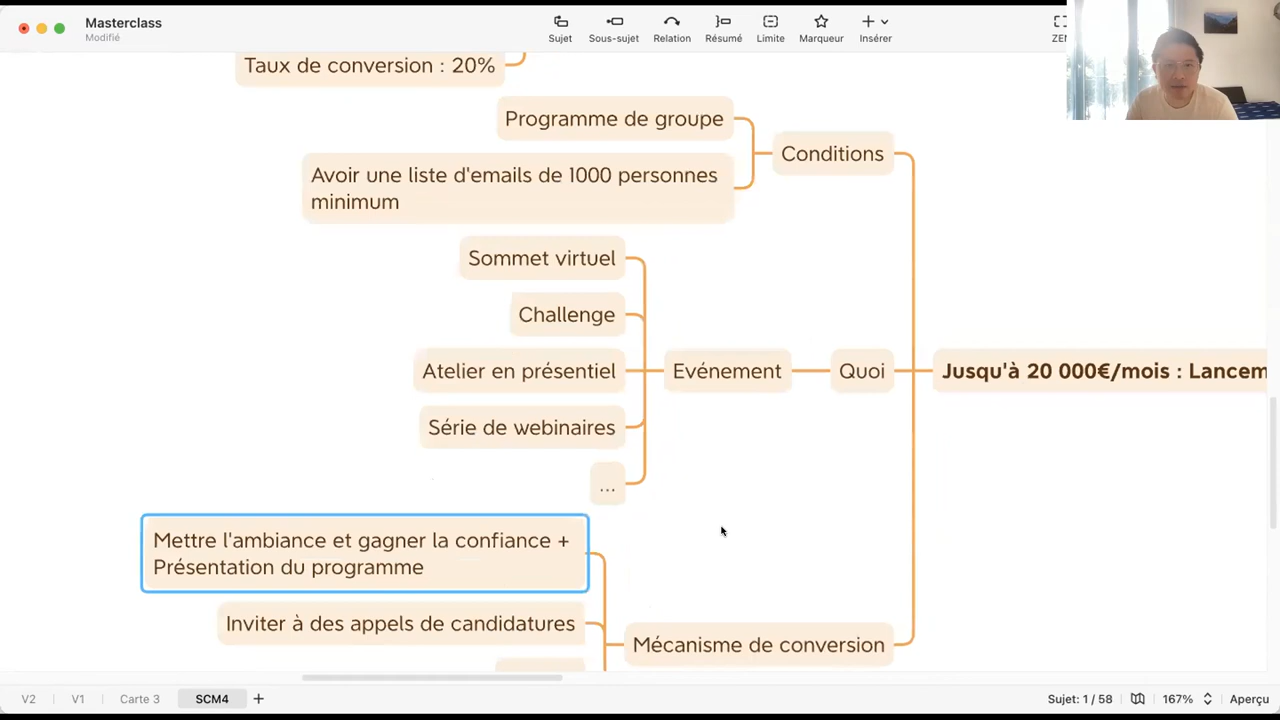 Masterclass
Modifié
Sujet
Sous-sujet
Relation
Résumé
Limite
Marqueur
Insérer
Taux de conversion : 20%
Programme de groupe
Conditions
Avoir une liste d'emails de 1000 personnes
minimum
Sommet virtuel
Challenge
Atelier en présentiel
Evénement
Quoi
Jusqu'à 20 000€/mois : Lancem
Série de webinaires
...
Mettre l'ambiance et gagner la confiance +
Présentation du programme
Inviter à des appels de candidatures
Mécanisme de conversion
V2
V1
Carte 3
SCM4
Sujet: 1 / 58
167%
Aperçu